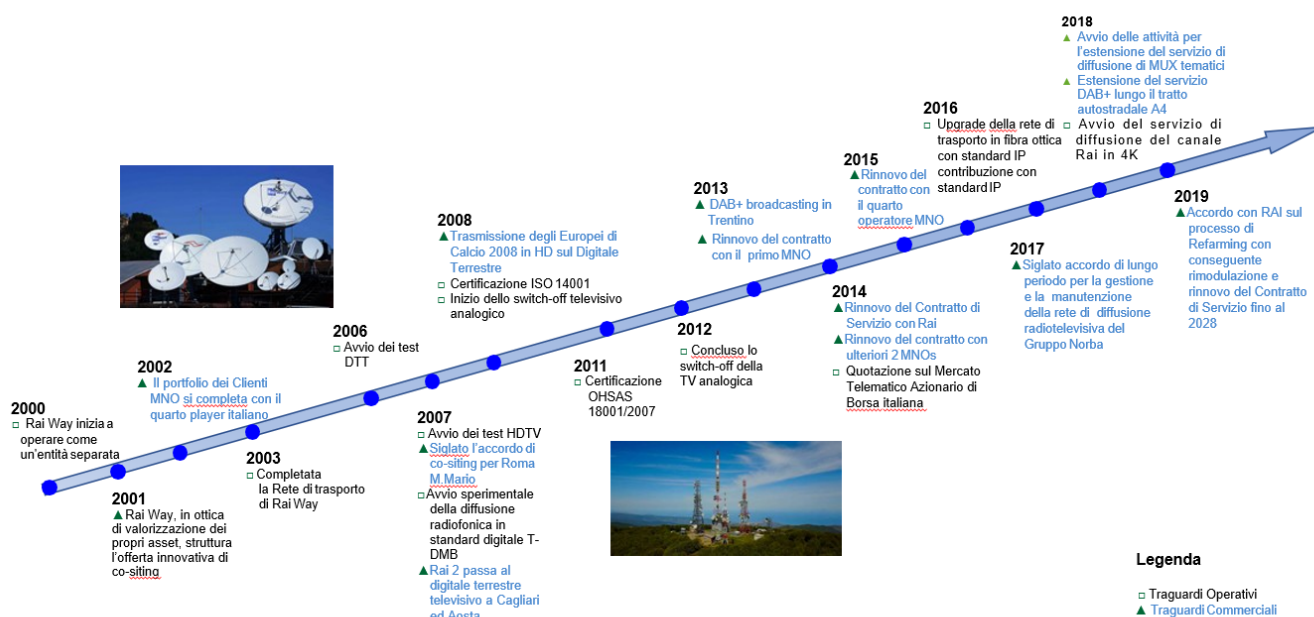 2000
Rai Way inizia a
operare come
un'entità separata
2001
Rai Way, in ottica
di valorizzazione dei
propri asset, struttura
l'offerta innovativa di
co-siting
2002
Il portfolio dei Clienti
MNO si completa con il
quarto player italiano
2003
Completata
la Rete di trasporto
di Rai Way
2006
Avvio dei test
DTT
2007
Avvio dei test HDTV
Siglato l'accordo di
co-siting per Roma
M.Mario
Avvio sperimentale
della diffusione
radiofonica in
standard digitale T-
DMB
Rai 2 passa al
digitale terrestre
televisivo a Cagliari
ed Aosta
2008
Trasmissione degli Europei di
Calcio 2008 in HD sul Digitale
Terrestre
Certificazione ISO 14001
Inizio dello switch-off televisivo
analogico
2011
Certificazione
OHSAS
18001/2007
2012
Concluso lo
switch-off della
TV analogica
2013
DAB+ broadcasting in
Trentino
Rinnovo del contratto
con il primo MNO
2014
Rinnovo del Contratto di
Servizio con Rai
Rinnovo del contratto con
ulteriori 2 MNOs
Quotazione sul Mercato
Telematico Azionario di
Borsa italiana
2015
Rinnovo del
contratto con
il quarto
operatore MNO
2016
Upgrade della rete di
trasporto in fibra ottica
con standard IP
contribuzione con
standard IP
2017
Siglato accordo di lungo
periodo per la gestione
e la manutenzione
della rete di diffusione
radiotelevisiva del
Gruppo Norba
2018
Avvio delle attività per
l'estensione del servizio di
diffusione di MUX tematici
Estensione del servizio
DAB+ lungo il tratto
autostradale A4
Avvio del servizio di
diffusione del canale
Rai in 4K
2019
Accordo con RAI sul
processo di
Refarming con
conseguente
rimodulazione e
rinnovo del Contratto
di Servizio fino al
2028
Legenda
Traguardi Operativi
Traguardi Commerciali